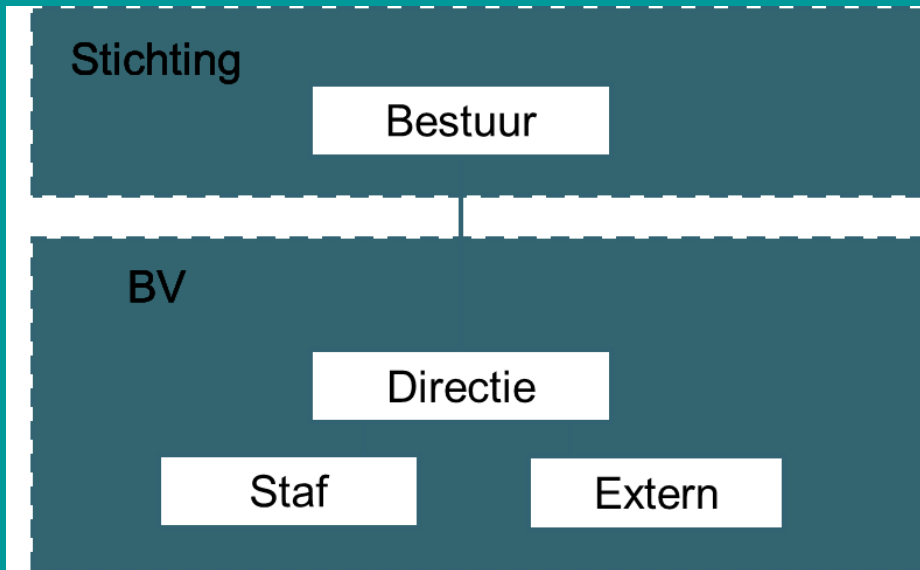 Stichting
Bestuur
BV
Directie
Staf
Extern